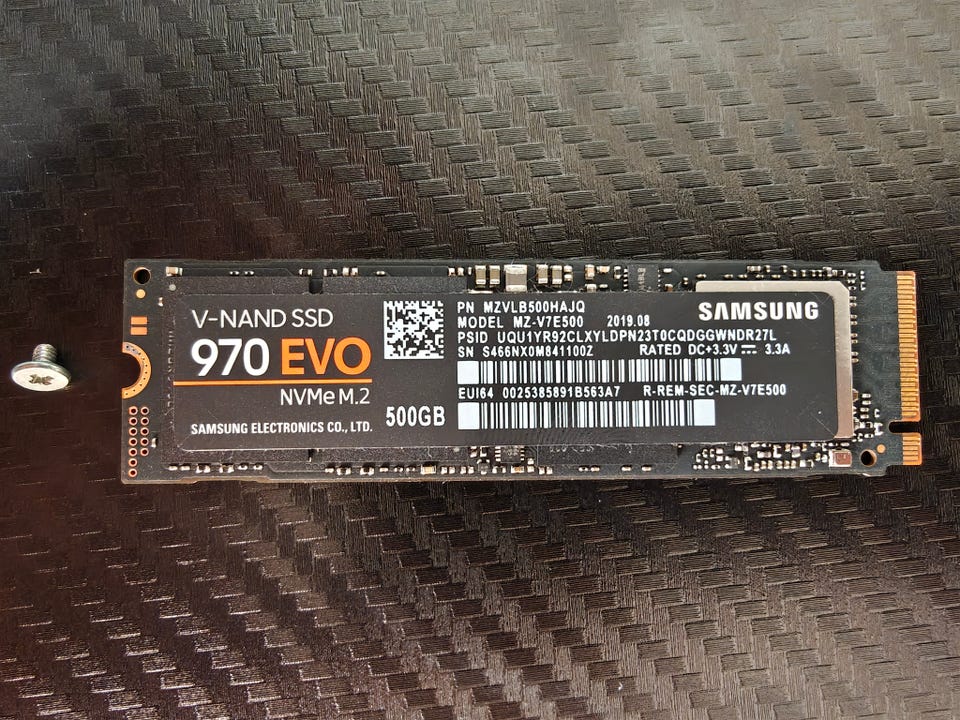 V-NAND SSD
970 EVO
NVMe M.2
SAMSUNG ELECTRONICS CO., LTD.
500GB
PN MZVLB500HAJQ
MODEL MZ-V7E500 2019.08
PSID UQU1YR92CLXYLDPN23T0CQDGGWNDR27L
SN S466NX0M841100Z RATED DC+3.3V⎓ 3.3A
EUI64 0025385891B563A7 R-REM-SEC-MZ-V7E500
SAMSUNG